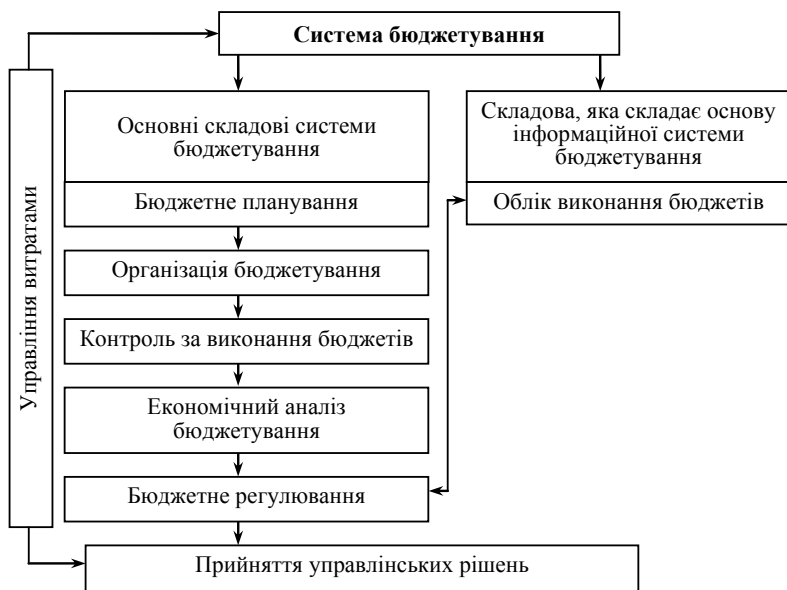 Система бюджетування
Управління витратами
Основні складові системи
бюджетування
Бюджетне планування
Організація бюджетування
Контроль за виконання бюджетів
Економічний аналіз
бюджетування
Бюджетне регулювання
Складова, яка складає основу
інформаційної системи
бюджетування
Облік виконання бюджетів
Прийняття управлінських рішень